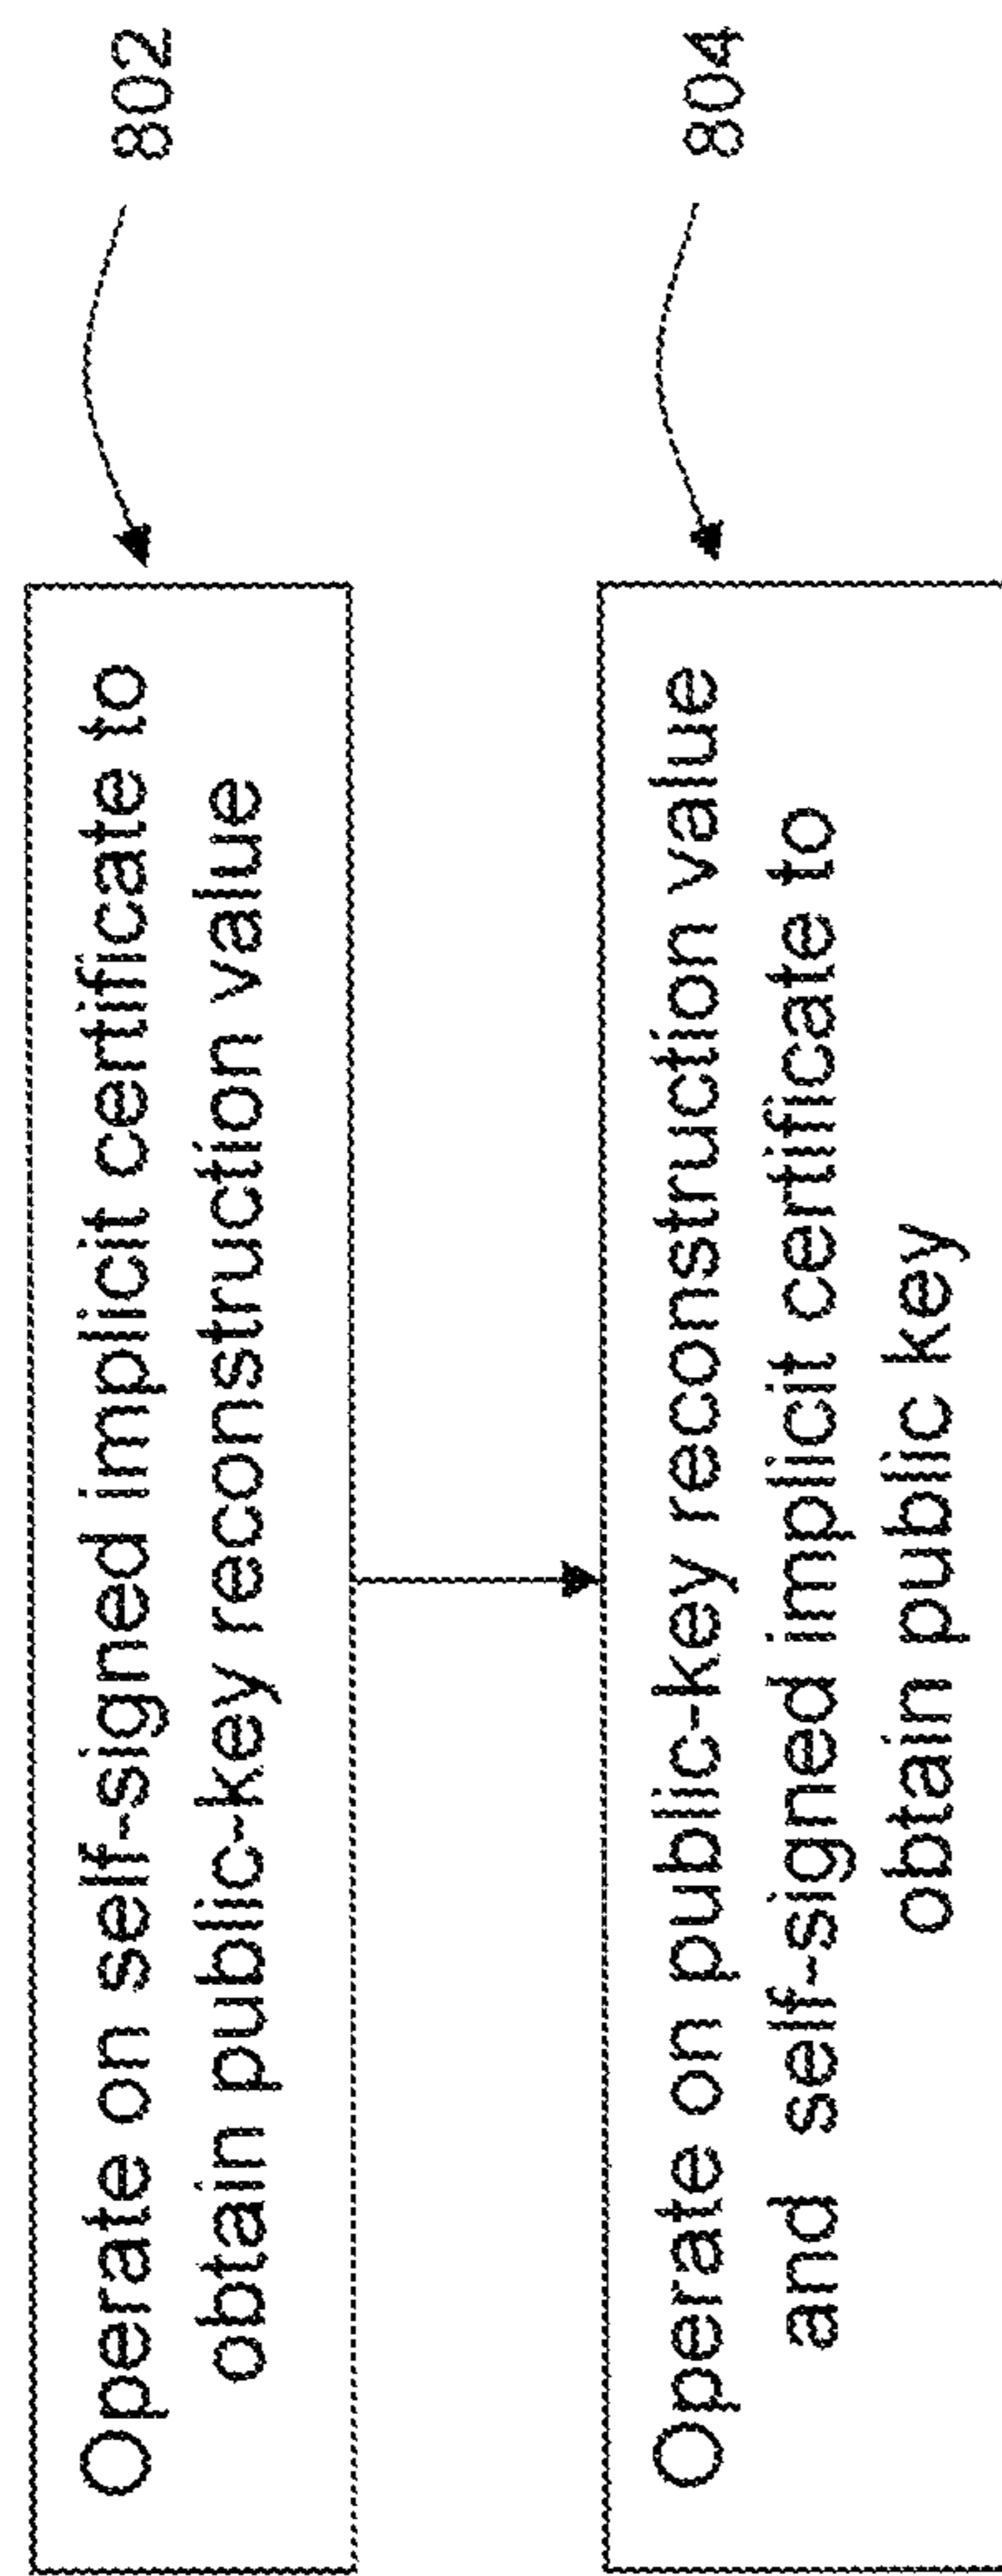 Operate on self-signed implicit certificate to
obtain public-key reconstruction value
802
Operate on public-key reconstruction value
and self-signed implicit certificate to
obtain public key
804